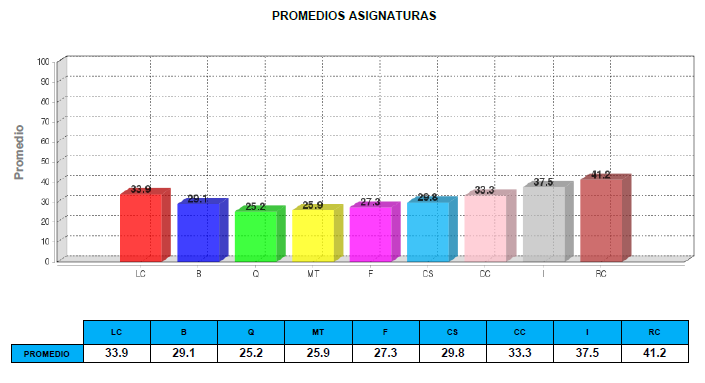 PROMEDIOS ASIGNATURAS
Promedio
100
90
80
70
60
50
40
30
20
10
0
33.9 29.1 25.2 25.9 27.3 29.8 33.3 37.5 41.2
LC B Q MT F CS CC I RC
LC B Q MT F CS CC I RC
PROMEDIO 33.9 29.1 25.2 25.9 27.3 29.8 33.3 37.5 41.2